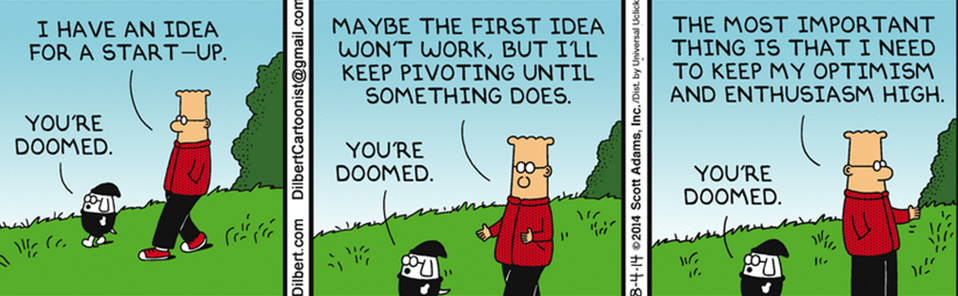 I HAVE AN IDEA
FOR A START-UP.
YOU'RE
DOOMED.
Dilbert.com DilbertCartoonist@gmail.com
MAYBE THE FIRST IDEA
WON'T WORK, BUT I'LL
KEEP PIVOTING UNTIL
SOMETHING DOES.
YOU'RE
DOOMED.
8-4-14 ©2014 Scott Adams, Inc. /Dist. by Universal Uclick
THE MOST IMPORTANT
THING IS THAT I NEED
TO KEEP MY OPTIMISM
AND ENTHUSIASM HIGH.
YOU'RE
DOOMED.